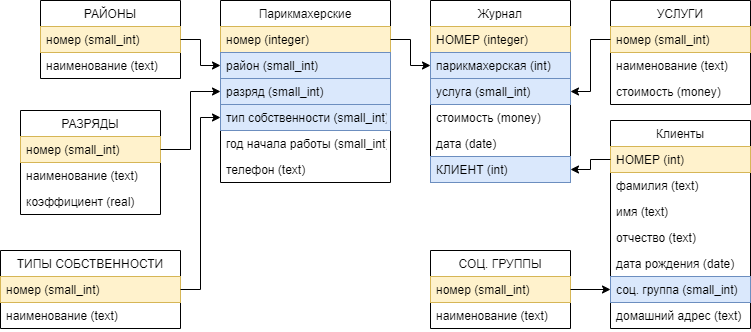 РАЙОНЫ
номер (small_int)
наименование (text)
Парикмахерские
номер (integer)
район (small_int)
разряд (small_int)
тип собственности (small_int)
год начала работы (small_int
телефон (text)
Журнал
НОМЕР (integer)
парикмахерская (int)
услуга (small_int)
стоимость (money)
дата (date)
КЛИЕНТ (int)
УСЛУГИ
номер (small_int)
наименование (text)
стоимость (money)
РАЗРЯДЫ
номер (small_int)
наименование (text)
коэффициент (real)
Клиенты
НОМЕР (int)
фамилия (text)
имя (text)
отчество (text)
дата рождения (date)
соц. группа (small_int)
домашний адрес (text)
ТИПЫ СОБСТВЕННОСТИ
номер (small_int)
наименование (text)
СОЦ. ГРУППЫ
номер (small_int)
наименование (text)